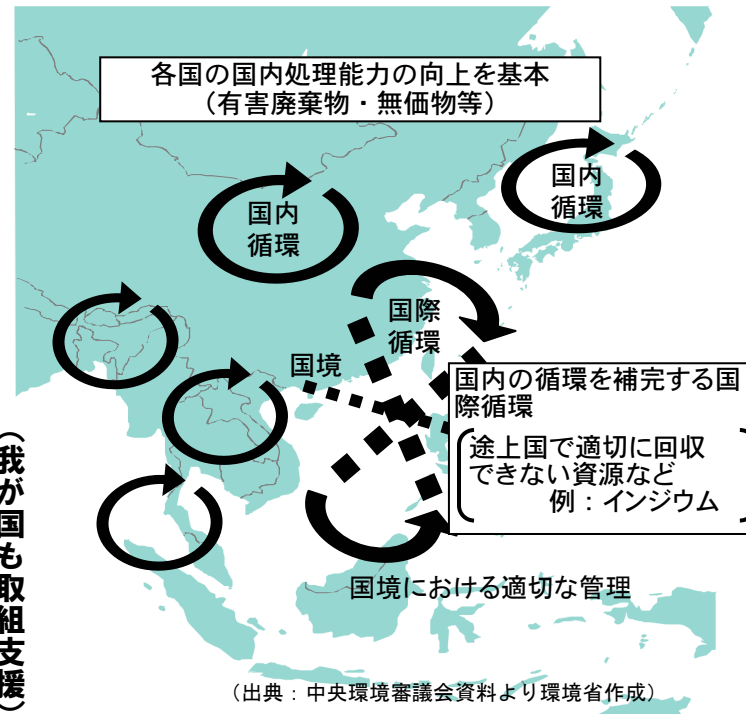 各国の国内処理能力の向上を基本
（有害廃棄物・無価物等）
国内
循環
国内
循環
国際
循環
国境
国内の循環を補完する国
際循環
途上国で適切に回収
できない資源など
例：インジウム
国境における適切な管理
（我が国も取組支援）
（出典：中央環境審議会資料より環境省作成）